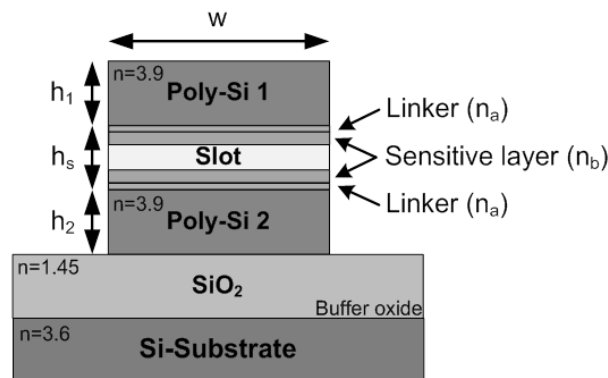 w
n=3.9
Poly-Si 1
h₁
Linker (nₐ)
hₛ
Slot
Sensitive layer (n_b)
Linker (nₐ)
n=3.9
Poly-Si 2
h₂
n=1.45
SiO₂
Buffer oxide
n=3.6
Si-Substrate